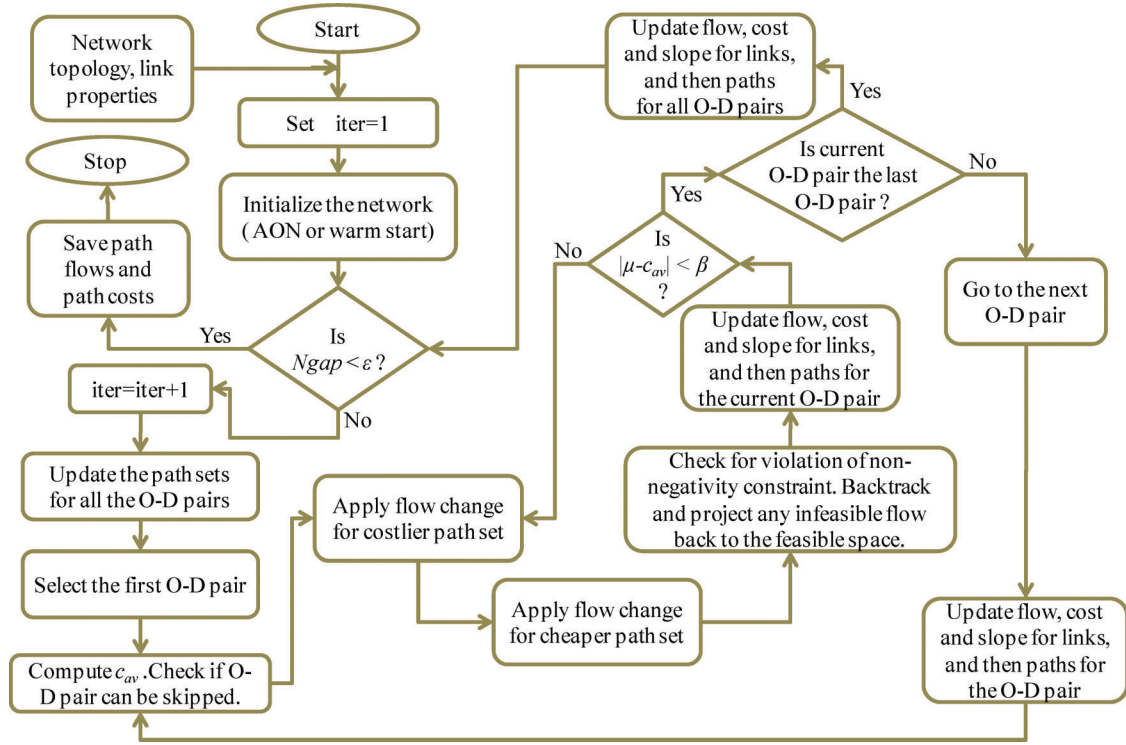 Start
Network
topology, link
properties
Set iter=1
Stop
Initialize the network
( AON or warm start)
Save path
flows and
path costs
Yes
Is
Ngap < ε ?
No
iter=iter+1
Update the path sets
for all the O-D pairs
Select the first O-D pair
Compute c_av .Check if O-
D pair can be skipped.
Apply flow change
for costlier path set
Apply flow change
for cheaper path set
Check for violation of non-
negativity constraint. Backtrack
and project any infeasible flow
back to the feasible space.
Update flow, cost
and slope for links,
and then paths for
the current O-D pair
Is
|μ-c_av| < β
?
No
Yes
Is current
O-D pair the last
O-D pair ?
Yes
No
Update flow, cost
and slope for links,
and then paths
for all O-D pairs
Go to the next
O-D pair
Update flow, cost
and slope for links,
and then paths for
the O-D pair